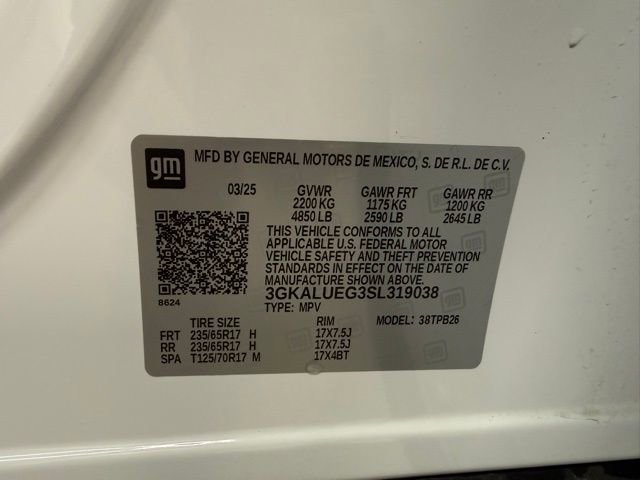 gm MFD BY GENERAL MOTORS DE MEXICO, S. DE R.L. DE C.V.
03/25 GVWR GAWR FRT GAWR RR
2200 KG 1175 KG 1200 KG
4850 LB 2590 LB 2645 LB
THIS VEHICLE CONFORMS TO ALL
APPLICABLE U.S. FEDERAL MOTOR
VEHICLE SAFETY AND THEFT PREVENTION
STANDARDS IN EFFECT ON THE DATE OF
MANUFACTURE SHOWN ABOVE.
3GKALUEG3SL319038
8624
TYPE: MPV
TIRE SIZE RIM MODEL: 38TPB26
FRT 235/65R17 H 17X7.5J
RR 235/65R17 H 17X7.5J
SPA T125/70R17 M 17X4BT